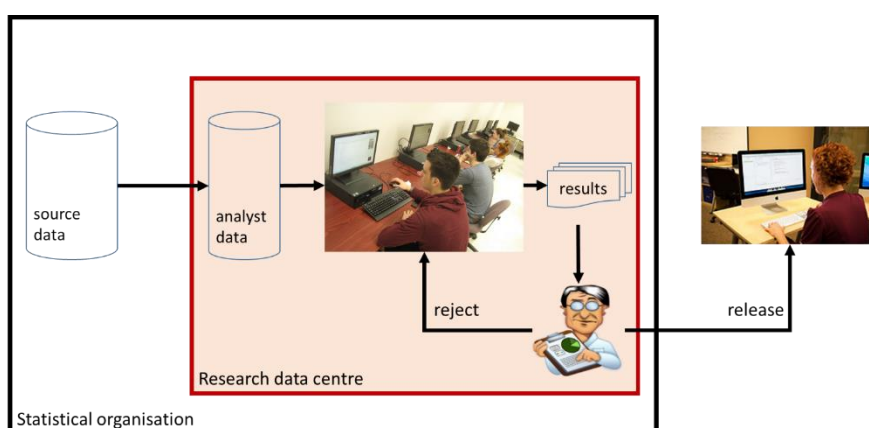 source
data
analyst
data
results
reject
release
Research data centre
Statistical organisation